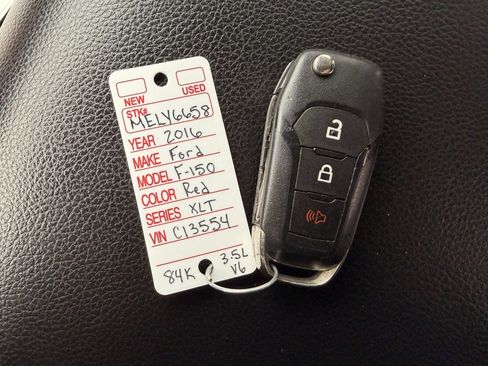 NEW USED
STK# MELY6658
YEAR 2016
MAKE Ford
MODEL F-150
COLOR Red
SERIES XLT
VIN C13554
84K 3.5L
V6